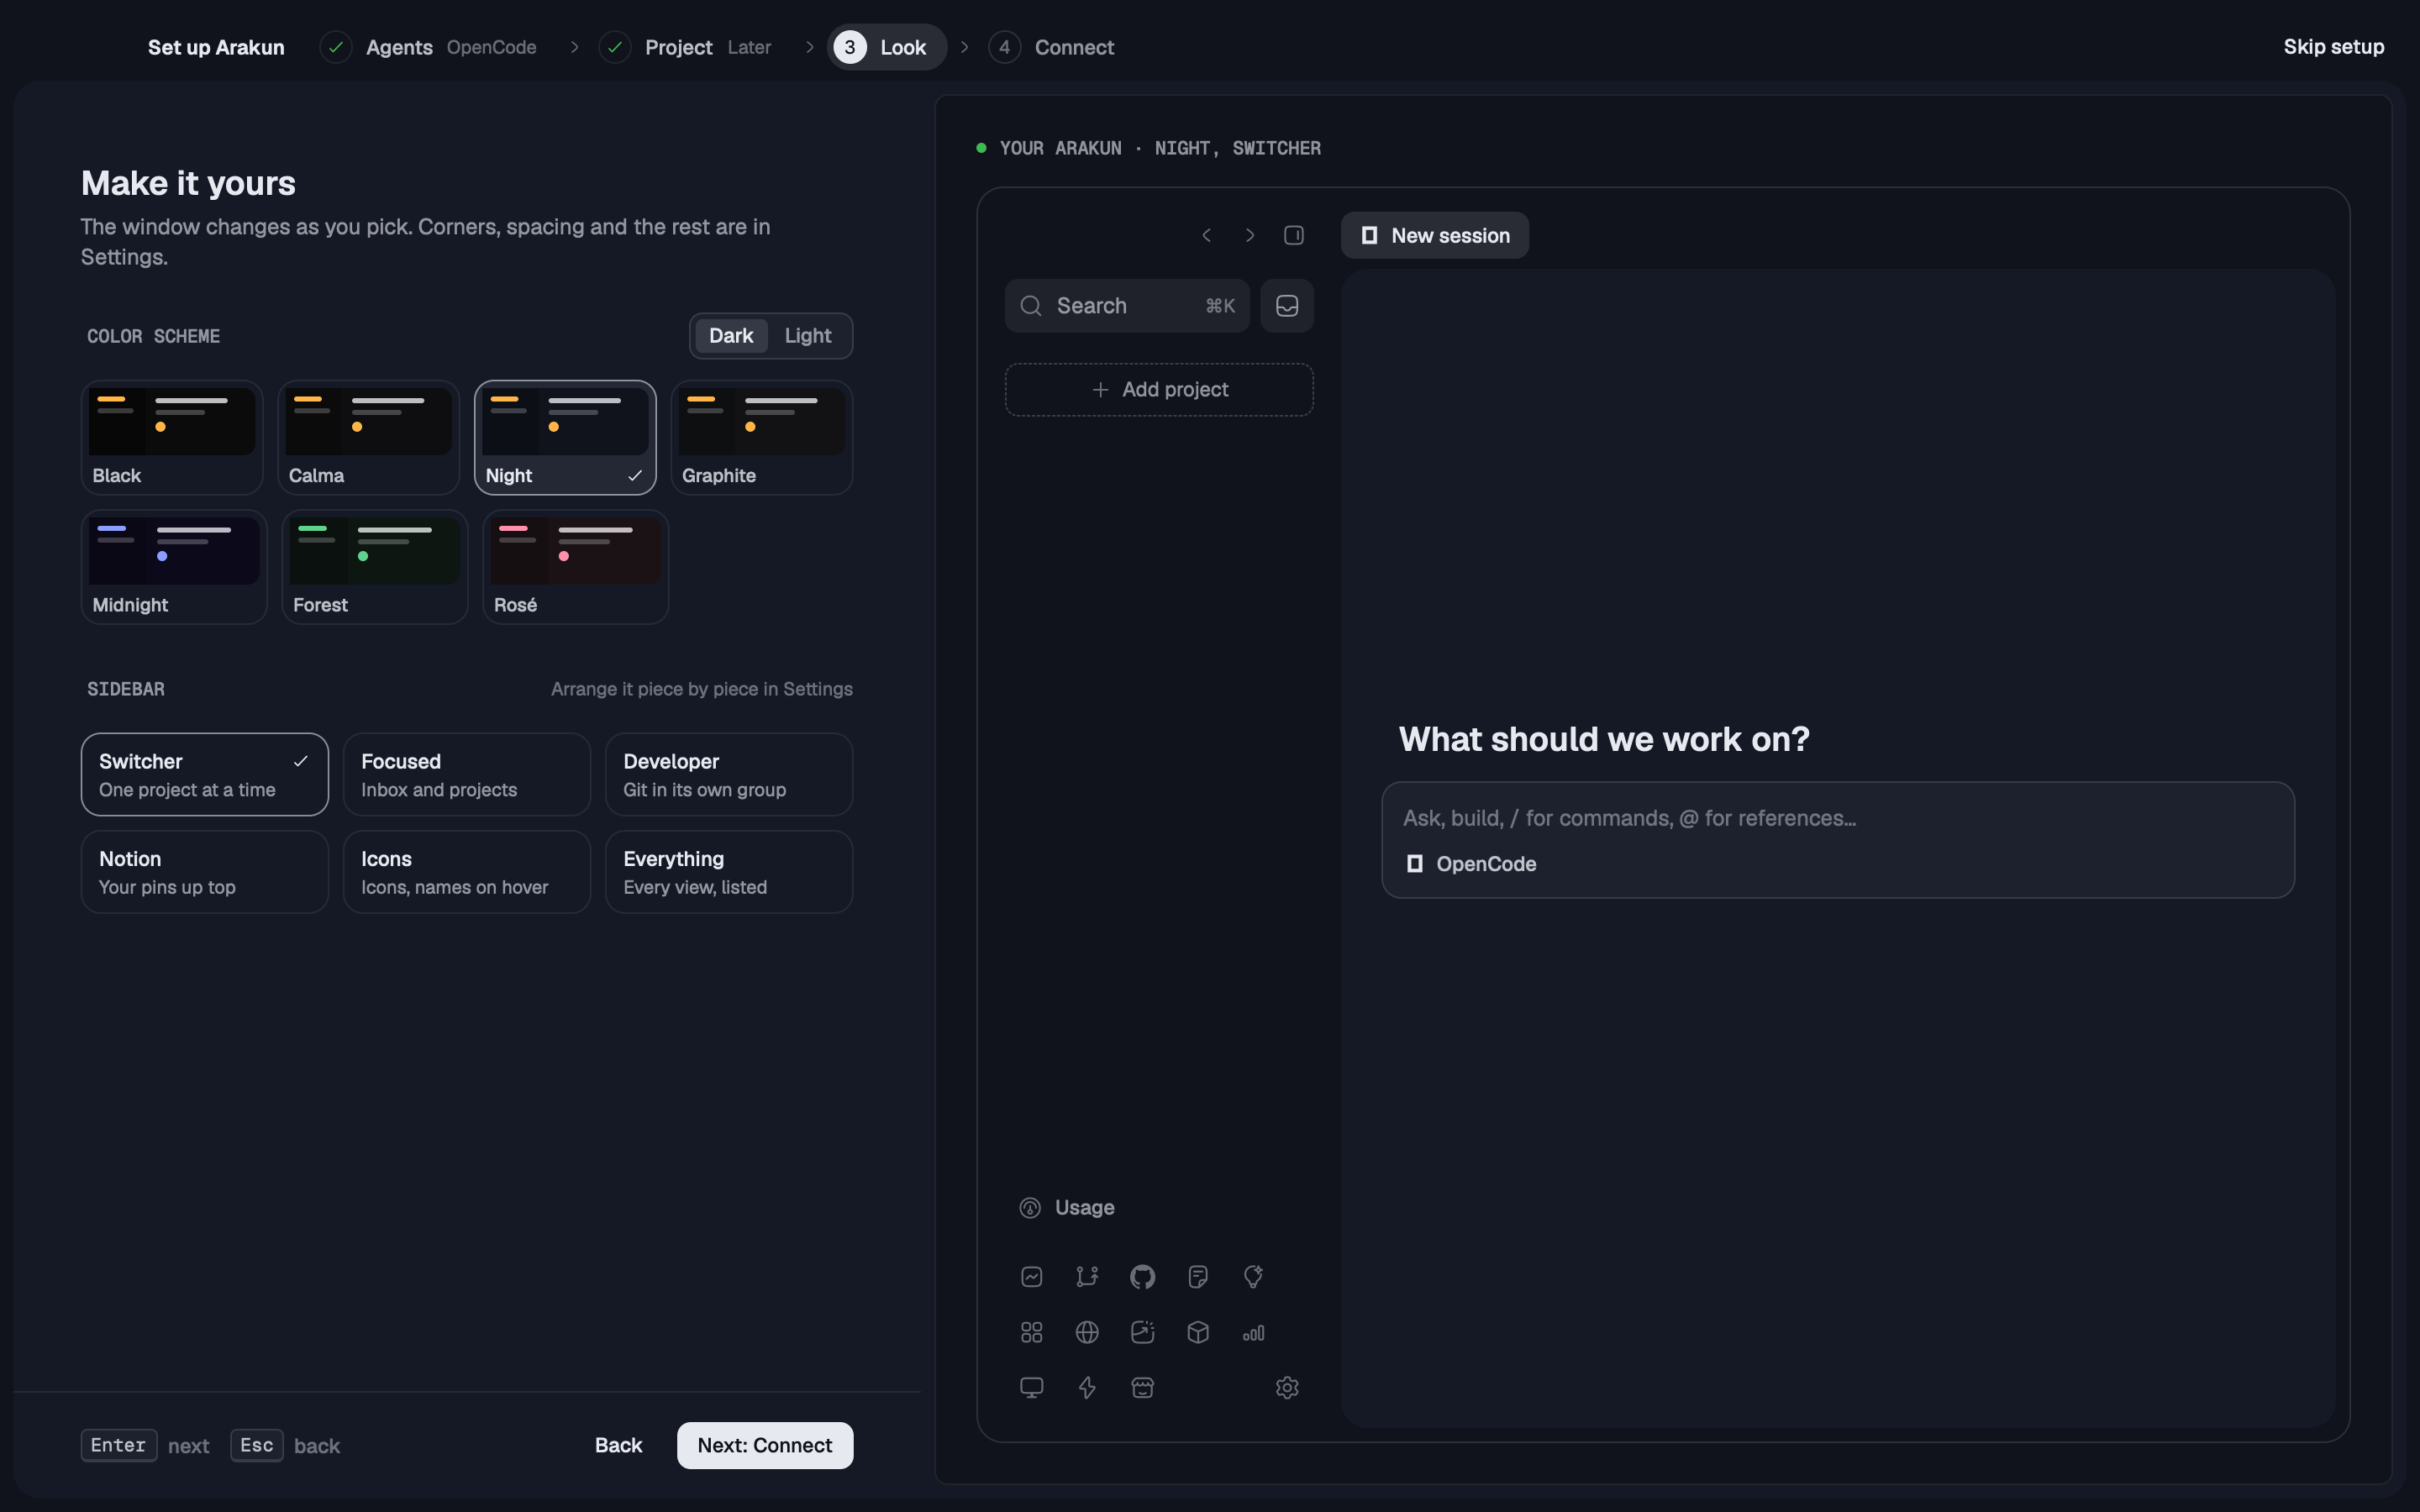 Set up Arakun
Agents OpenCode
Project Later
3 Look
4 Connect
Skip setup
Make it yours
The window changes as you pick. Corners, spacing and the rest are in
Settings.
COLOR SCHEME
Dark Light
Black
Calma
Night
Graphite
Midnight
Forest
Rosé
SIDEBAR
Arrange it piece by piece in Settings
Switcher
One project at a time
Focused
Inbox and projects
Developer
Git in its own group
Notion
Your pins up top
Icons
Icons, names on hover
Everything
Every view, listed
Enter next Esc back
Back
Next: Connect
YOUR ARAKUN · NIGHT, SWITCHER
New session
Search ⌘K
Add project
What should we work on?
Ask, build, / for commands, @ for references…
OpenCode
Usage